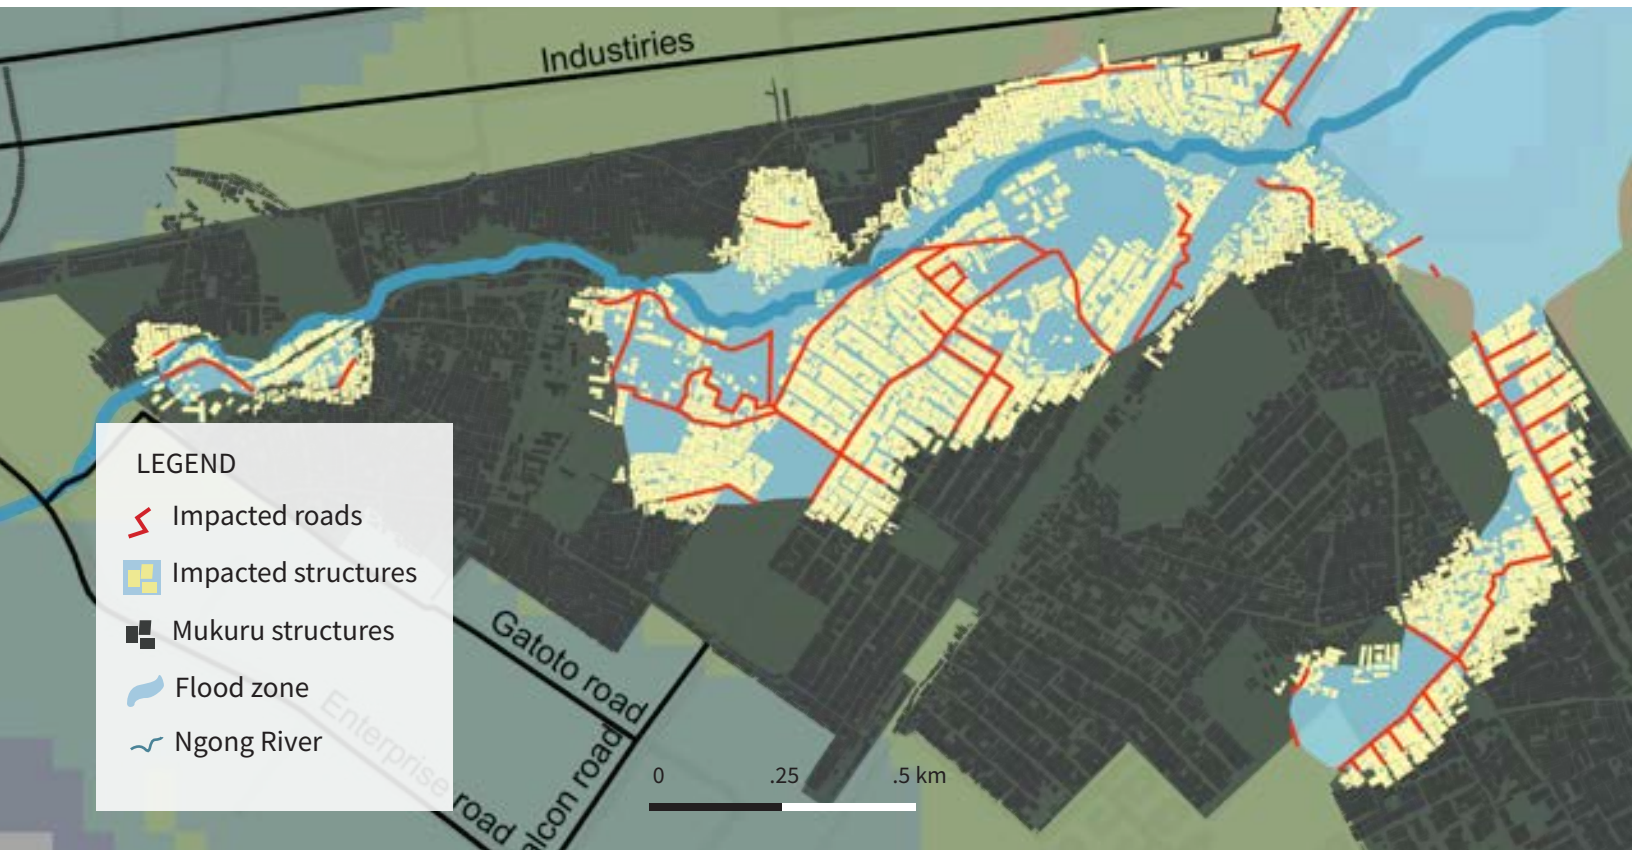 Industiries
LEGEND
Impacted roads
Impacted structures
Mukuru structures
Flood zone
Ngong River
Gatoto road
Enterprise road
alcon road
0 .25 .5 km